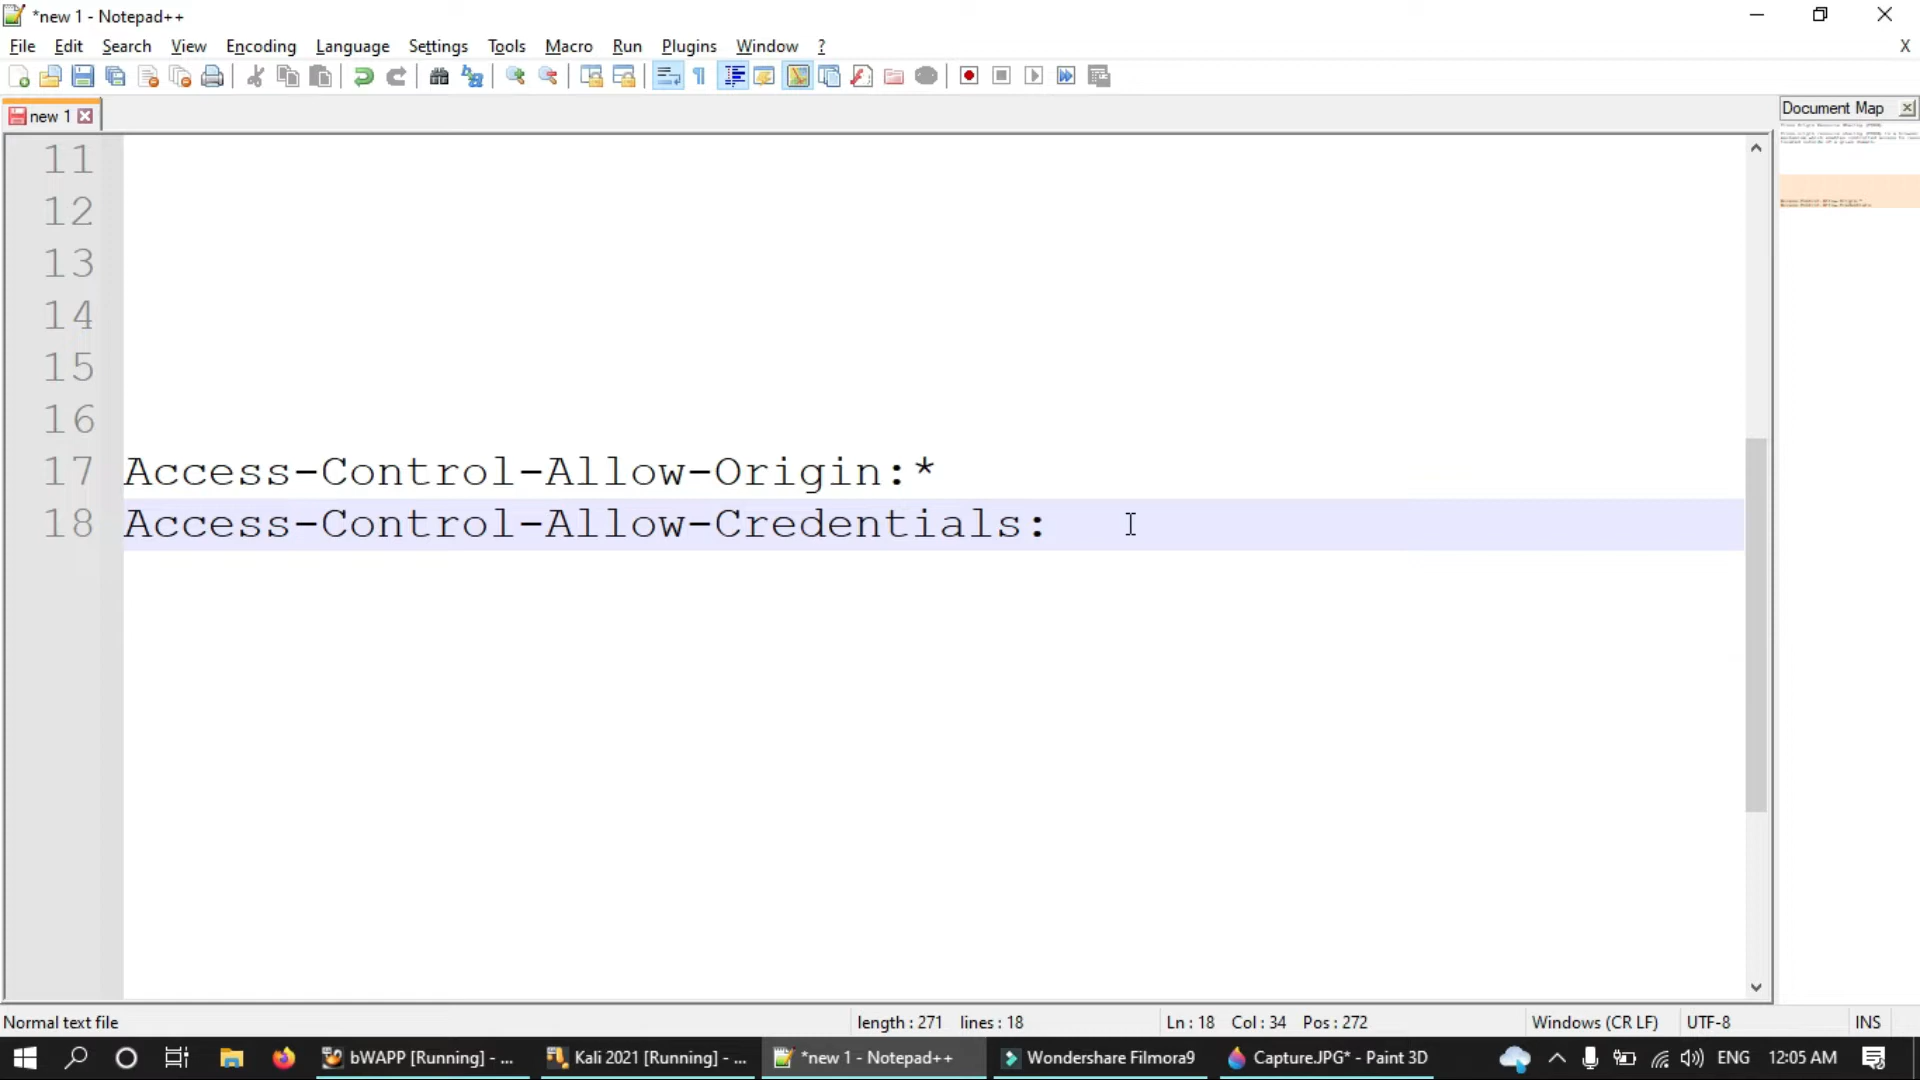 *new 1 - Notepad++
File Edit Search View Encoding Language Settings Tools Macro Run Plugins Window ? X
new 1
Document Map
11
12
13
14
15
16
17 Access-Control-Allow-Origin:*
18 Access-Control-Allow-Credentials:
Normal text file length : 271 lines : 18 Ln : 18 Col : 34 Pos : 272 Windows (CR LF) UTF-8 INS
bWAPP [Running] - ... Kali 2021 [Running] - ... *new 1 - Notepad++ Wondershare Filmora9 CaptureJPG* - Paint 3D ENG 12:05 AM